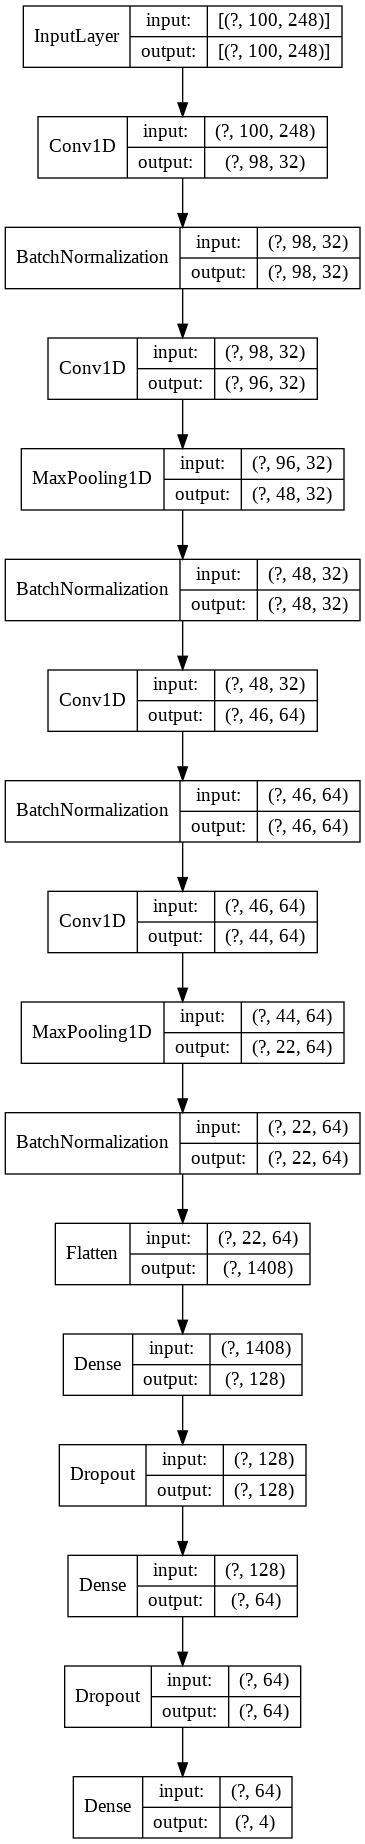 InputLayer
input: [(?, 100, 248)]
output: [(?, 100, 248)]
Conv1D
input: (?, 100, 248)
output: (?, 98, 32)
BatchNormalization
input: (?, 98, 32)
output: (?, 98, 32)
Conv1D
input: (?, 98, 32)
output: (?, 96, 32)
MaxPooling1D
input: (?, 96, 32)
output: (?, 48, 32)
BatchNormalization
input: (?, 48, 32)
output: (?, 48, 32)
Conv1D
input: (?, 48, 32)
output: (?, 46, 64)
BatchNormalization
input: (?, 46, 64)
output: (?, 46, 64)
Conv1D
input: (?, 46, 64)
output: (?, 44, 64)
MaxPooling1D
input: (?, 44, 64)
output: (?, 22, 64)
BatchNormalization
input: (?, 22, 64)
output: (?, 22, 64)
Flatten
input: (?, 22, 64)
output: (?, 1408)
Dense
input: (?, 1408)
output: (?, 128)
Dropout
input: (?, 128)
output: (?, 128)
Dense
input: (?, 128)
output: (?, 64)
Dropout
input: (?, 64)
output: (?, 64)
Dense
input: (?, 64)
output: (?, 4)